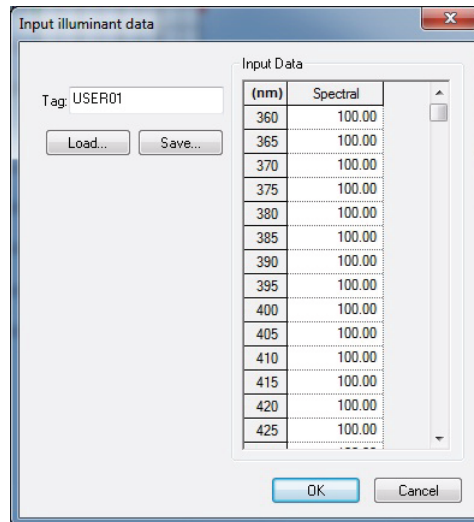 Input illuminant data
Tag: USER01
Load... Save...
Input Data
(nm) Spectral
360 100.00
365 100.00
370 100.00
375 100.00
380 100.00
385 100.00
390 100.00
395 100.00
400 100.00
405 100.00
410 100.00
415 100.00
420 100.00
425 100.00
OK Cancel